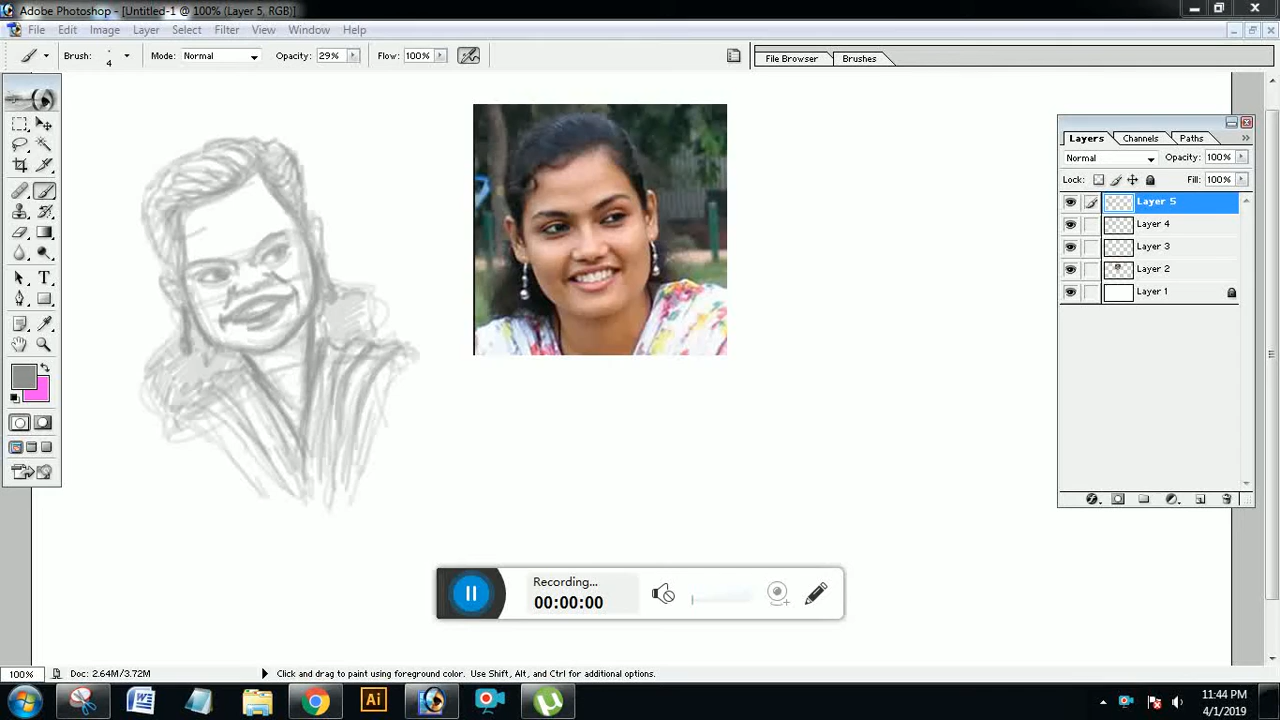 Adobe Photoshop - [Untitled-1 @ 100% (Layer 5, RGB)]
File Edit Image Layer Select Filter View Window Help
Brush: 4 Mode: Normal Opacity: 29% Flow: 100% File Browser Brushes
Layers Channels Paths
Normal Opacity: 100%
Lock: Fill: 100%
Layer 5
Layer 4
Layer 3
Layer 2
Layer 1
T
Recording...
00:00:00
100% Doc: 2.64M/3.72M Click and drag to paint using foreground color. Use Shift, Alt, and Ctrl for additional options.
W Ai µ
11:44 PM
4/1/2019